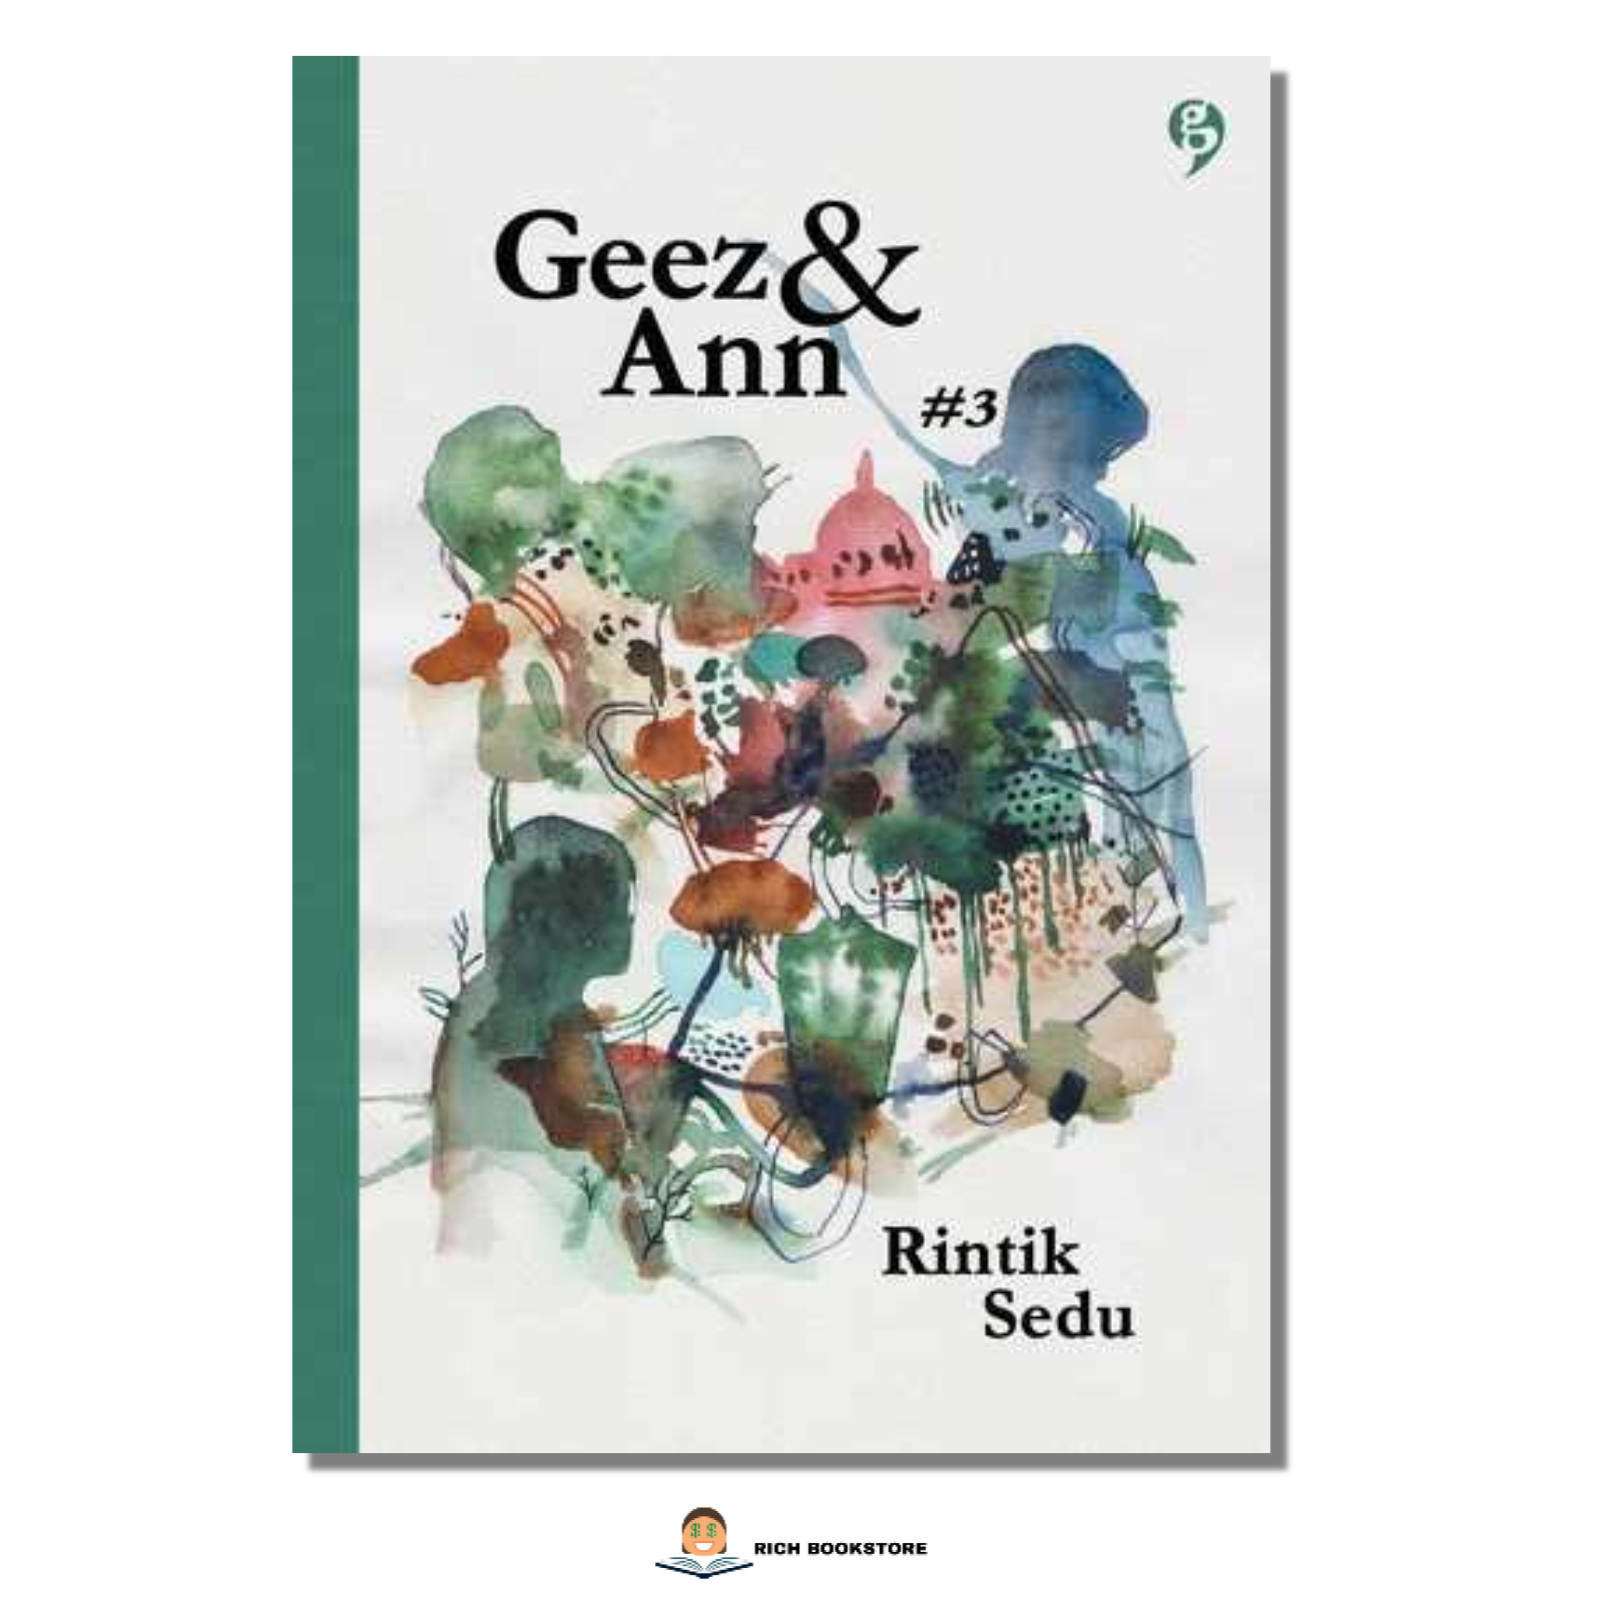 g
Geez &
Ann
#3
Rintik
Sedu
$ $
RICH BOOKSTORE